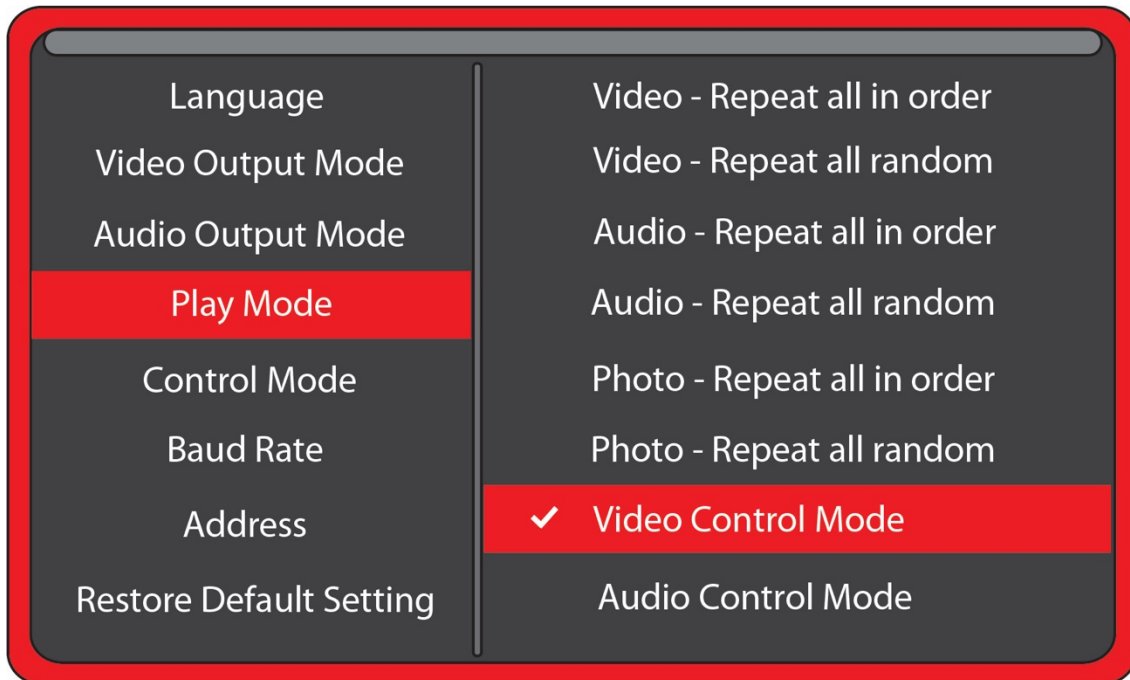 Language
Video Output Mode
Audio Output Mode
Play Mode
Control Mode
Baud Rate
Address
Restore Default Setting
Video - Repeat all in order
Video - Repeat all random
Audio - Repeat all in order
Audio - Repeat all random
Photo - Repeat all in order
Photo - Repeat all random
Video Control Mode
Audio Control Mode